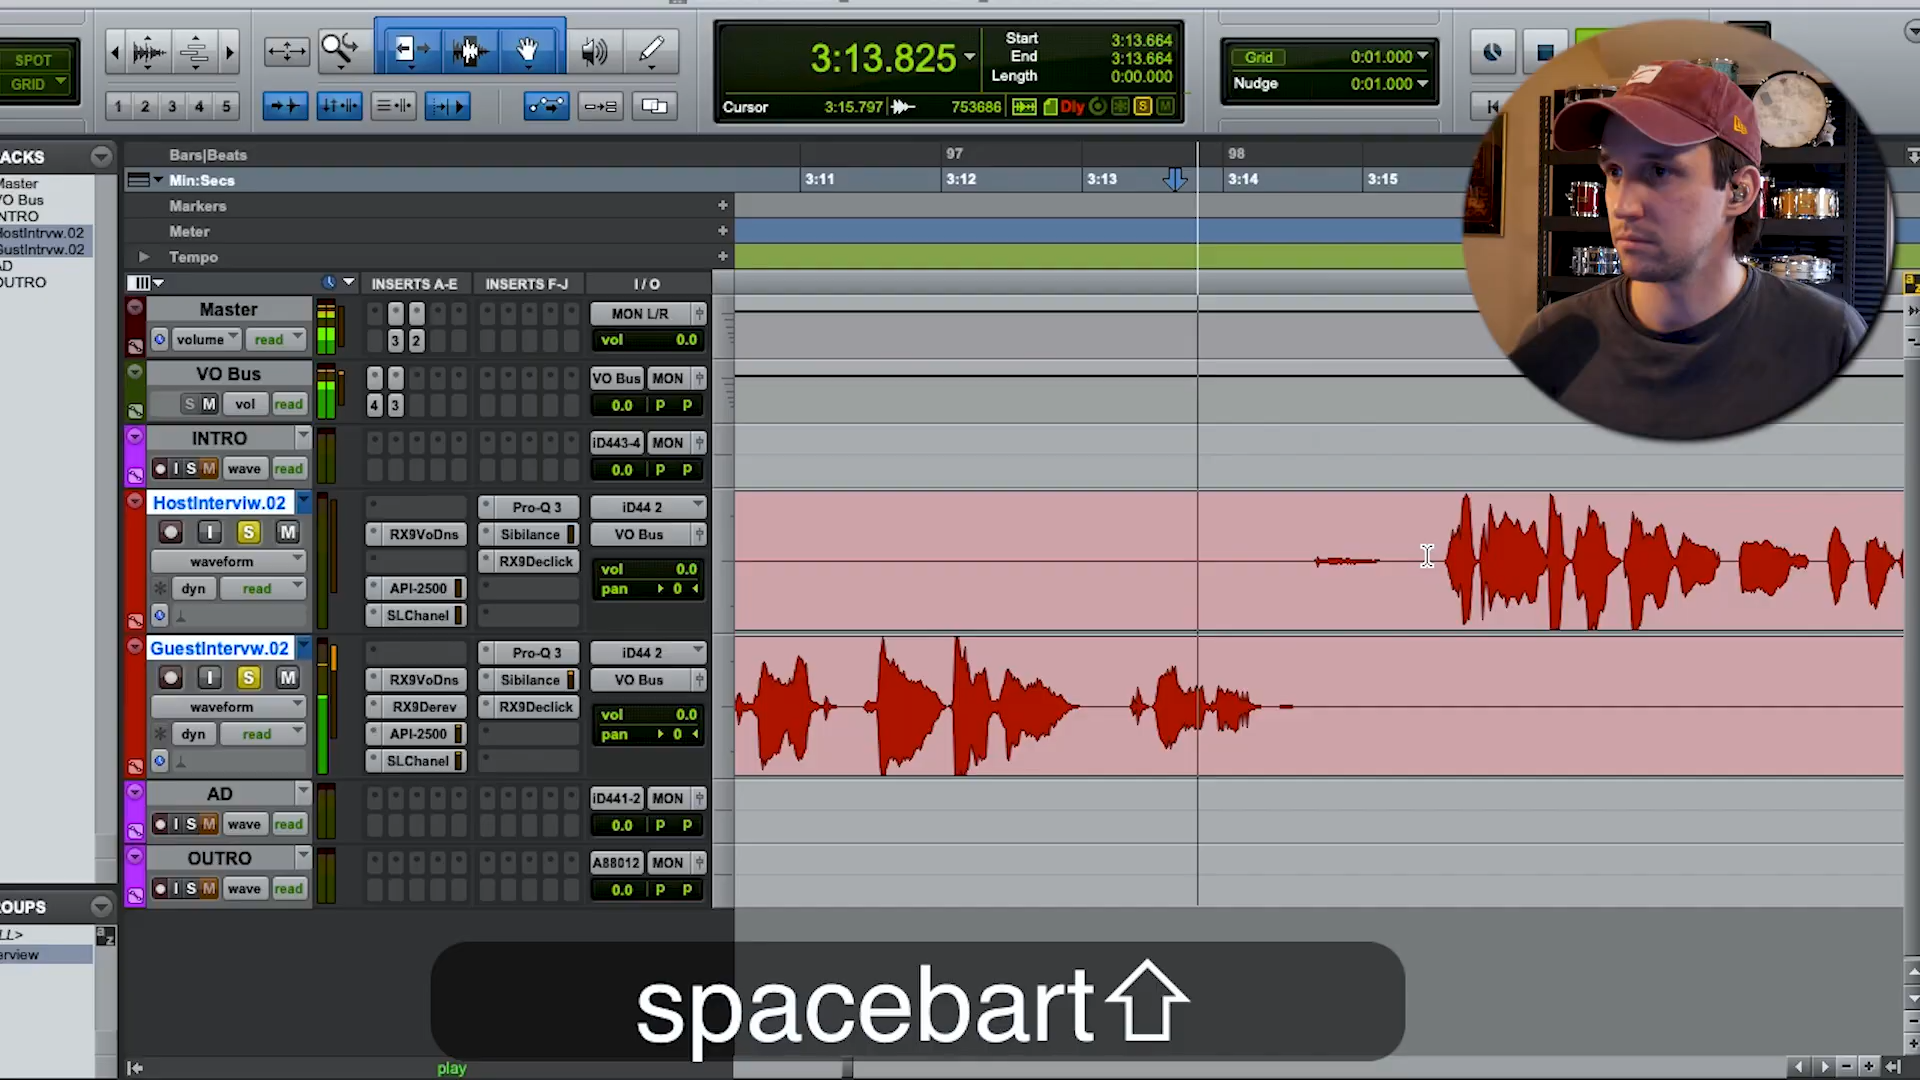 SPOT
GRID
1 2 3 4 5
3:13.825
Start 3:13.664
End 3:13.664
Length 0:00.000
Cursor 3:15.797 753686 Dly S M
Grid 0:01.000
Nudge 0:01.000
ACKS
Master
VO Bus
INTRO
HostIntrvw.02
GustIntrvw.02
AD
OUTRO
Bars|Beats 97 98
Min:Secs 3:11 3:12 3:13 3:14 3:15
Markers
Meter
Tempo
INSERTS A-E INSERTS F-J I / O
Master MON L/R
volume read 3 2 vol 0.0
VO Bus VO Bus MON
S M vol read 4 3 0.0 P P
INTRO iD443-4 MON
I S M wave read 0.0 P P
HostInterviw.02 Pro-Q 3 iD44 2
I S M RX9VoDns Sibilance VO Bus
waveform RX9Declick vol 0.0
dyn read API-2500 pan 0
SLChanel
GuestIntervw.02 Pro-Q 3 iD44 2
I S M RX9VoDns Sibilance VO Bus
waveform RX9Derev RX9Declick vol 0.0
dyn read API-2500 pan 0
SLChanel
AD iD441-2 MON
I S M wave read 0.0 P P
OUTRO A88012 MON
I S M wave read 0.0 P P
OUPS
LL>
erview
a
z
spacebart
play